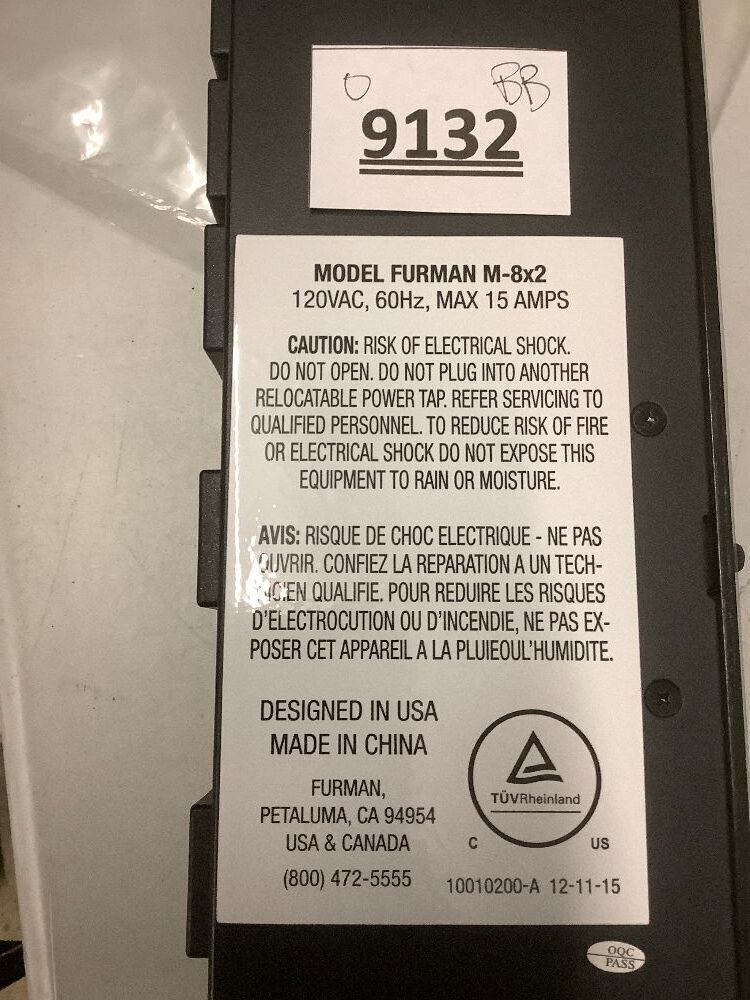 O BB
9132
MODEL FURMAN M-8x2
120VAC, 60Hz, MAX 15 AMPS
CAUTION: RISK OF ELECTRICAL SHOCK.
DO NOT OPEN. DO NOT PLUG INTO ANOTHER
RELOCATABLE POWER TAP. REFER SERVICING TO
QUALIFIED PERSONNEL. TO REDUCE RISK OF FIRE
OR ELECTRICAL SHOCK DO NOT EXPOSE THIS
EQUIPMENT TO RAIN OR MOISTURE.
AVIS: RISQUE DE CHOC ELECTRIQUE - NE PAS
OUVRIR. CONFIEZ LA REPARATION A UN TECH-
NICIEN QUALIFIE. POUR REDUIRE LES RISQUES
D'ELECTROCUTION OU D'INCENDIE, NE PAS EX-
POSER CET APPAREIL A LA PLUIEOUL'HUMIDITE.
DESIGNED IN USA
MADE IN CHINA
FURMAN,
PETALUMA, CA 94954
USA & CANADA
(800) 472-5555
TÜVRheinland
C US
10010200-A 12-11-15
OQC
PASS